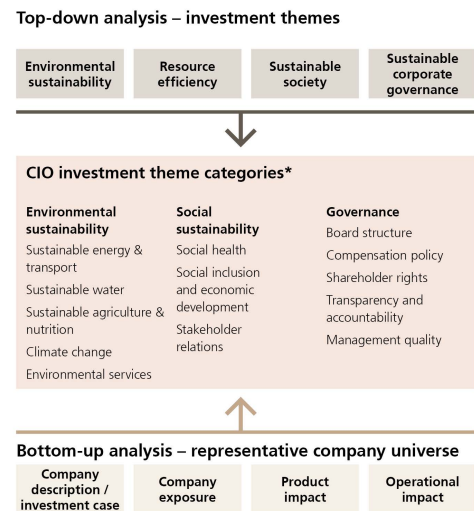 Top-down analysis – investment themes
Environmental
sustainability
Resource
efficiency
Sustainable
society
Sustainable
corporate
governance
CIO investment theme categories*
Environmental
sustainability
Sustainable energy &
transport
Sustainable water
Sustainable agriculture &
nutrition
Climate change
Environmental services
Social
sustainability
Social health
Social inclusion
and economic
development
Stakeholder
relations
Governance
Board structure
Compensation policy
Shareholder rights
Transparency and
accountability
Management quality
Bottom-up analysis – representative company universe
Company
description /
investment case
Company
exposure
Product
impact
Operational
impact